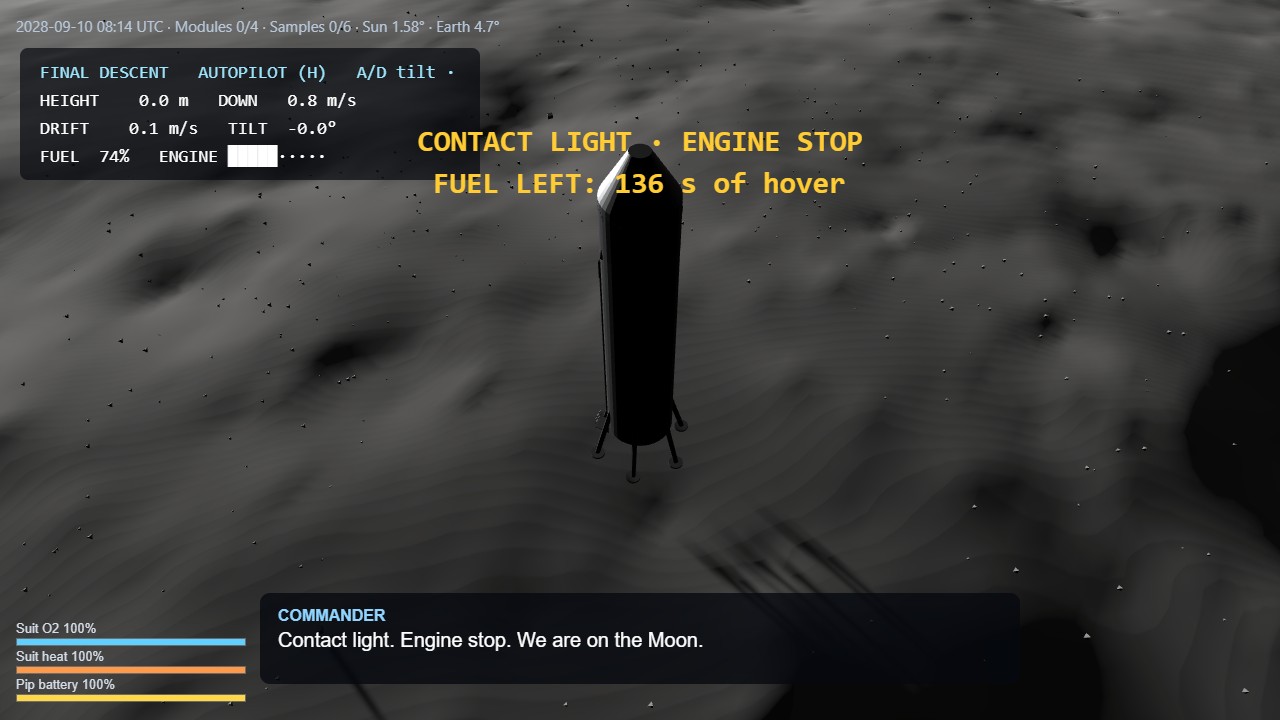 2028-09-10 08:14 UTC · Modules 0/4 · Samples 0/6 · Sun 1.58° · Earth 4.7°
FINAL DESCENT AUTOPILOT (H) A/D tilt ·
HEIGHT 0.0 m DOWN 0.8 m/s
DRIFT 0.1 m/s TILT -0.0°
FUEL 74% ENGINE █████·····
CONTACT LIGHT · ENGINE STOP
FUEL LEFT: 136 s of hover
Suit O2 100%
Suit heat 100%
Pip battery 100%
COMMANDER
Contact light. Engine stop. We are on the Moon.